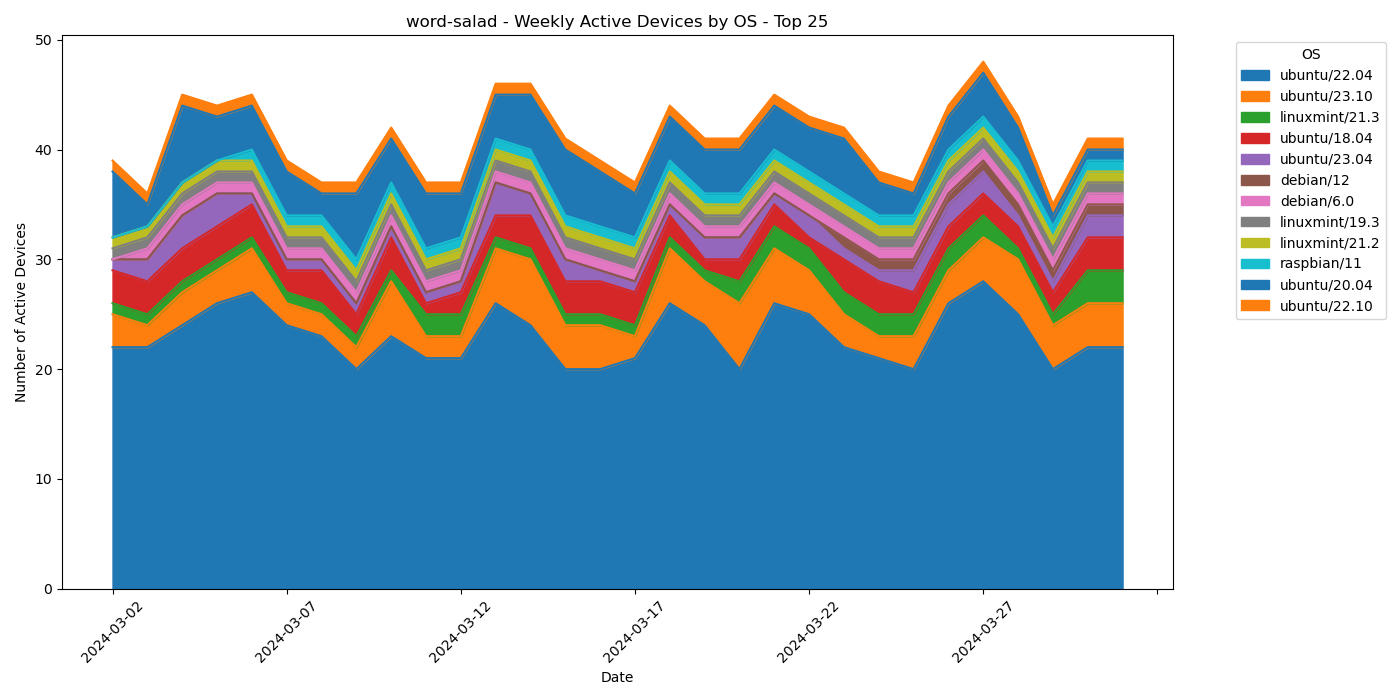 word-salad - Weekly Active Devices by OS - Top 25
50
40
30
20
10
0
Number of Active Devices
2024-03-02
2024-03-07
2024-03-12
2024-03-17
2024-03-22
2024-03-27
Date
OS
ubuntu/22.04
ubuntu/23.10
linuxmint/21.3
ubuntu/18.04
ubuntu/23.04
debian/12
debian/6.0
linuxmint/19.3
linuxmint/21.2
raspbian/11
ubuntu/20.04
ubuntu/22.10